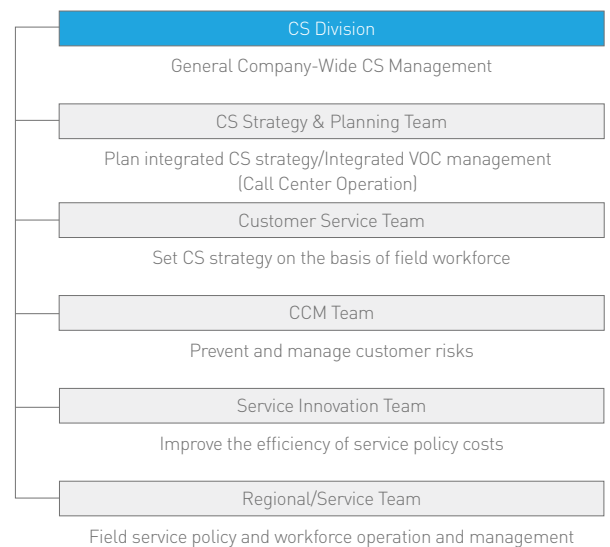 CS Division
General Company-Wide CS Management
CS Strategy & Planning Team
Plan integrated CS strategy/Integrated VOC management
(Call Center Operation)
Customer Service Team
Set CS strategy on the basis of field workforce
CCM Team
Prevent and manage customer risks
Service Innovation Team
Improve the efficiency of service policy costs
Regional/Service Team
Field service policy and workforce operation and management